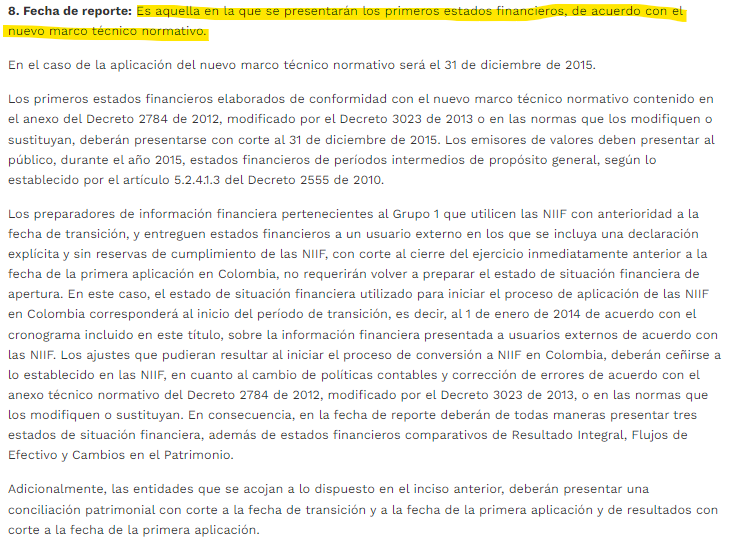 8. Fecha de reporte: Es aquella en la que se presentarán los primeros estados financieros, de acuerdo con el
nuevo marco técnico normativo.
En el caso de la aplicación del nuevo marco técnico normativo será el 31 de diciembre de 2015.
Los primeros estados financieros elaborados de conformidad con el nuevo marco técnico normativo contenido en
el anexo del Decreto 2784 de 2012, modificado por el Decreto 3023 de 2013 o en las normas que los modifiquen o
sustituyan, deberán presentarse con corte al 31 de diciembre de 2015. Los emisores de valores deben presentar al
público, durante el año 2015, estados financieros de períodos intermedios de propósito general, según lo
establecido por el artículo 5.2.4.1.3 del Decreto 2555 de 2010.
Los preparadores de información financiera pertenecientes al Grupo 1 que utilicen las NIIF con anterioridad a la
fecha de transición, y entreguen estados financieros a un usuario externo en los que se incluya una declaración
explícita y sin reservas de cumplimiento de las NIIF, con corte al cierre del ejercicio inmediatamente anterior a la
fecha de la primera aplicación en Colombia, no requerirán volver a preparar el estado de situación financiera de
apertura. En este caso, el estado de situación financiera utilizado para iniciar el proceso de aplicación de las NIIF
en Colombia corresponderá al inicio del período de transición, es decir, al 1 de enero de 2014 de acuerdo con el
cronograma incluido en este título, sobre la información financiera presentada a usuarios externos de acuerdo con
las NIIF. Los ajustes que pudieran resultar al iniciar el proceso de conversión a NIIF en Colombia, deberán ceñirse a
lo establecido en las NIIF, en cuanto al cambio de políticas contables y corrección de errores de acuerdo con el
anexo técnico normativo del Decreto 2784 de 2012, modificado por el Decreto 3023 de 2013, o en las normas que
los modifiquen o sustituyan. En consecuencia, en la fecha de reporte deberán de todas maneras presentar tres
estados de situación financiera, además de estados financieros comparativos de Resultado Integral, Flujos de
Efectivo y Cambios en el Patrimonio.
Adicionalmente, las entidades que se acojan a lo dispuesto en el inciso anterior, deberán presentar una
conciliación patrimonial con corte a la fecha de transición y a la fecha de la primera aplicación y de resultados con
corte a la fecha de la primera aplicación.